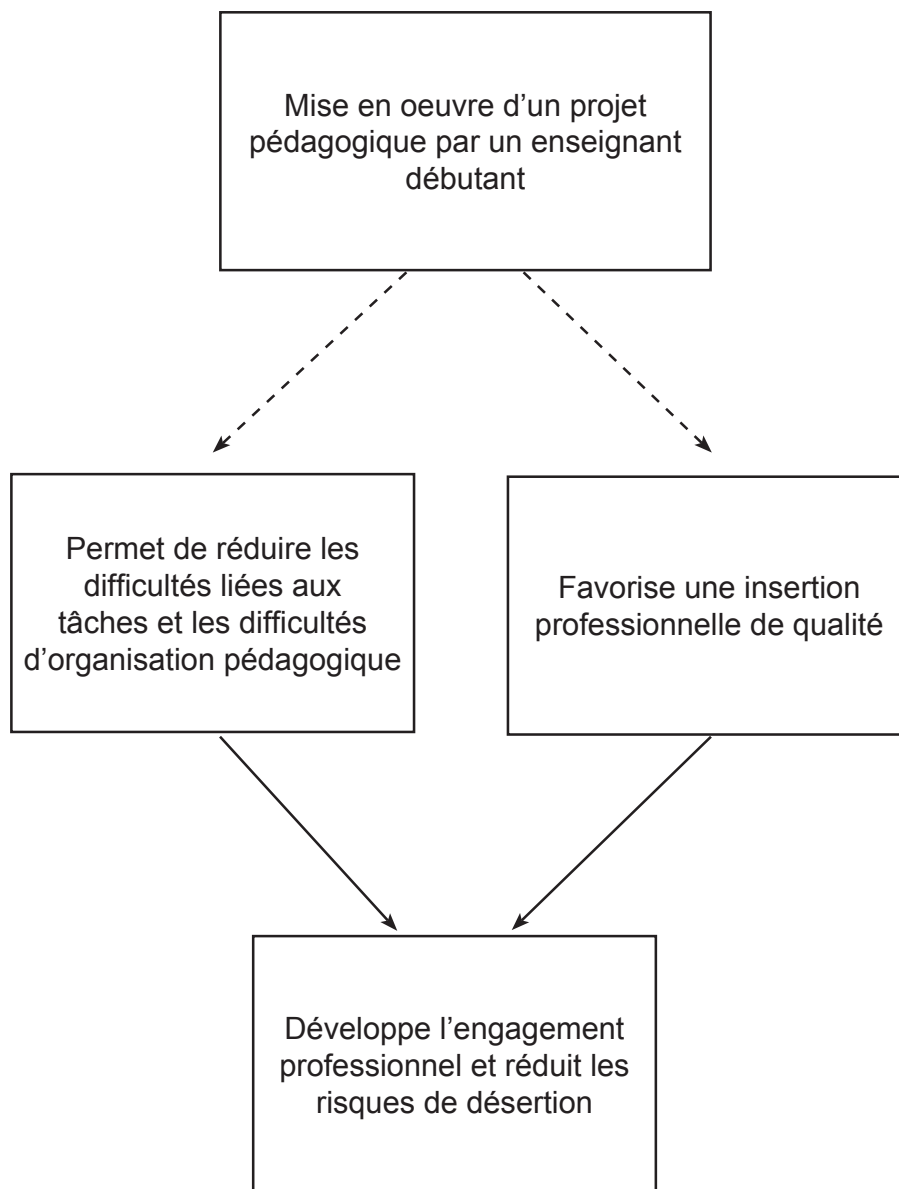 Mise en oeuvre d’un projet
pédagogique par un enseignant
débutant
Permet de réduire les
difficultés liées aux
tâches et les difficultés
d’organisation pédagogique
Favorise une insertion
professionnelle de qualité
Développe l’engagement
professionnel et réduit les
risques de désertion